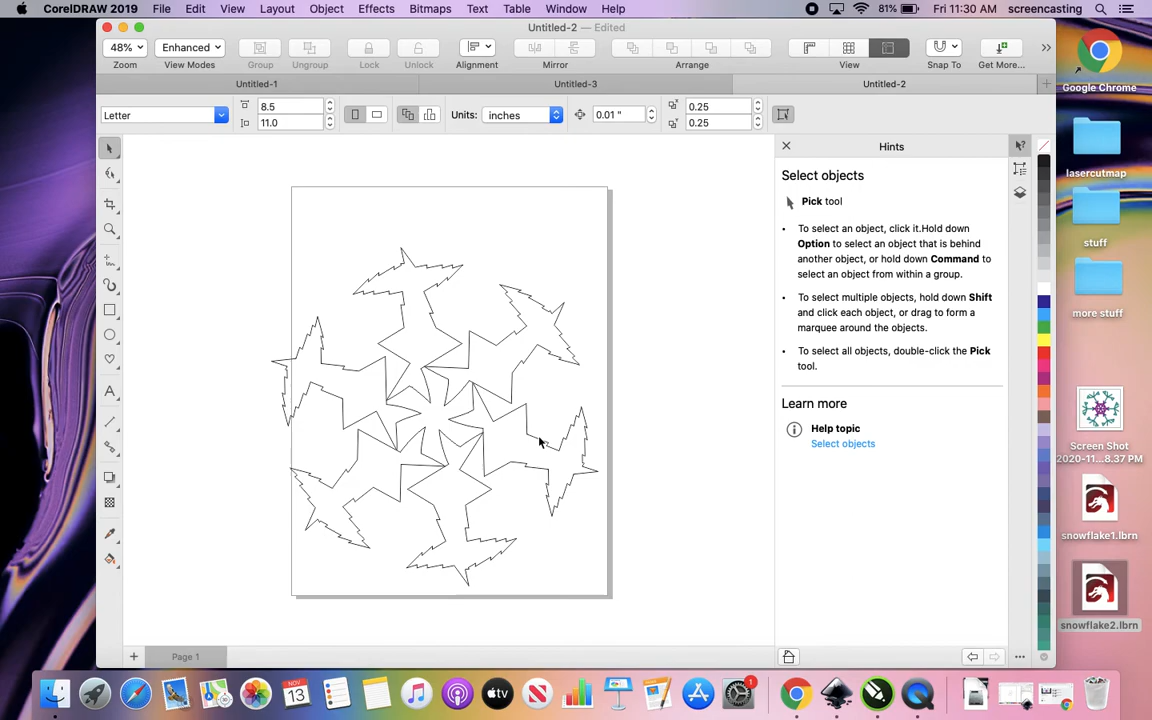 CorelDRAW 2019 File Edit View Layout Object Effects Bitmaps Text Table Window Help 81% Fri 11:30 AM screencasting
Untitled-2 — Edited
48% Enhanced
Zoom View Modes Group Ungroup Lock Unlock Alignment Mirror Arrange View Snap To Get More...
Untitled-1 Untitled-3 Untitled-2
Letter 8.5 11.0 Units: inches 0.01 " 0.25 0.25
Hints
Select objects
Pick tool
• To select an object, click it.Hold down
Option to select an object that is behind
another object, or hold down Command to
select an object from within a group.
• To select multiple objects, hold down Shift
and click each object, or drag to form a
marquee around the objects.
• To select all objects, double-click the Pick
tool.
Learn more
Help topic
Select objects
Page 1
Google Chrome
lasercutmap
stuff
more stuff
Screen Shot
2020-11...8.37 PM
snowflake1.lbrn
snowflake2.lbrn
NOV
13
tv
1